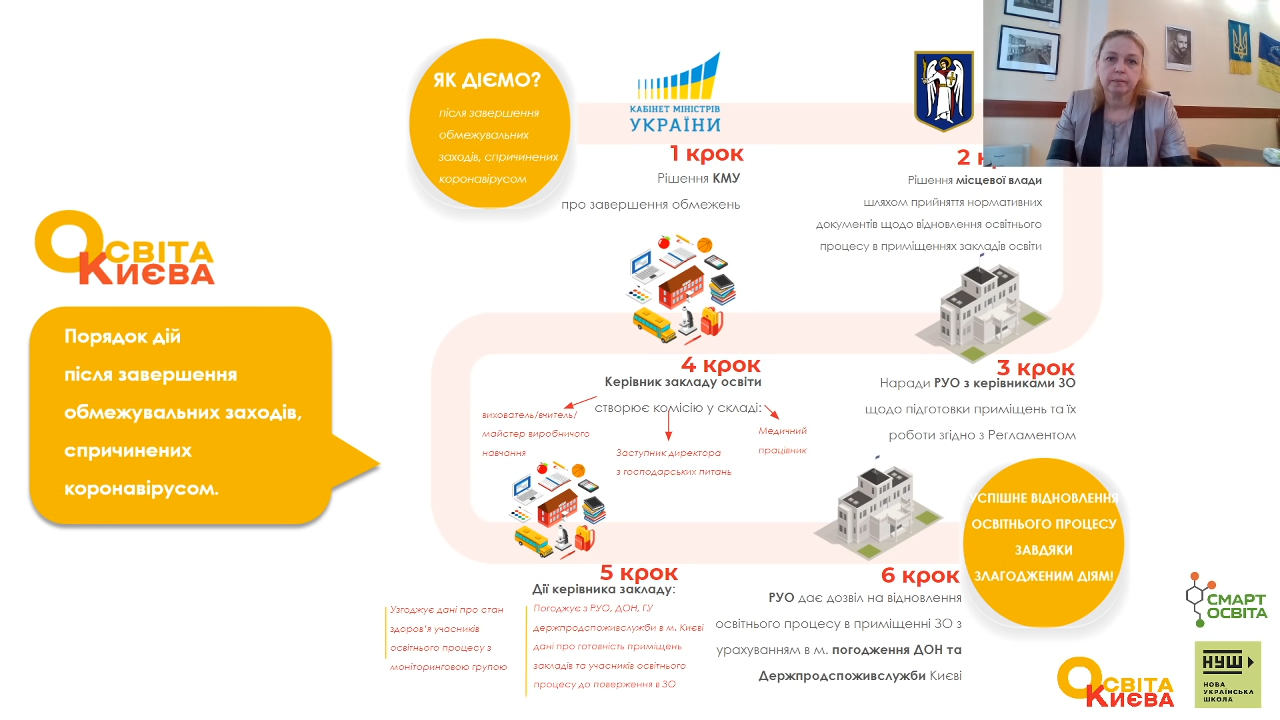 ЯК ДІЄМО?
після завершення
обмежувальних
заходів, спричинених
коронавірусом
КАБІНЕТ МІНІСТРІВ
УКРАЇНИ
1 крок
Рішення КМУ
про завершення обмежень
2
Рішення місцевої влади
шляхом прийняття нормативних
документів щодо відновлення освітнього
процесу в приміщеннях закладів освіти
ОСВІТА
КИЄВА
Порядок дій
після завершення
обмежувальних заходів,
спричинених
коронавірусом.
3 крок
Наради РУО з керівниками ЗО
щодо підготовки приміщень та їх
роботи згідно з Регламентом
4 крок
Керівник закладу освіти
створює комісію у складі:
вихователь/вчитель/
майстер виробничого
навчання
Заступник директора
з господарських питань
Медичний
працівник
5 крок
Дії керівника закладу:
Узгоджує дані про стан
здоров’я учасників
освітнього процесу з
моніторинговою групою
Погоджує з РУО, ДОН, ГУ
держпродспоживслужби в м. Києві
дані про готовність приміщень
закладів та учасників освітнього
процесу до поверження в ЗО
6 крок
РУО дає дозвіл на відновлення
освітнього процесу в приміщенні ЗО з
урахуванням в м. погодження ДОН та
Держпродспоживслужби Києві
УСПІШНЕ ВІДНОВЛЕННЯ
ОСВІТНЬОГО ПРОЦЕСУ
ЗАВДЯКИ
ЗЛАГОДЖЕНИМ ДІЯМ!
СМАРТ
ОСВІТА
ОСВІТА
КИЄВА
НУШ
НОВА
УКРАЇНСЬКА
ШКОЛА